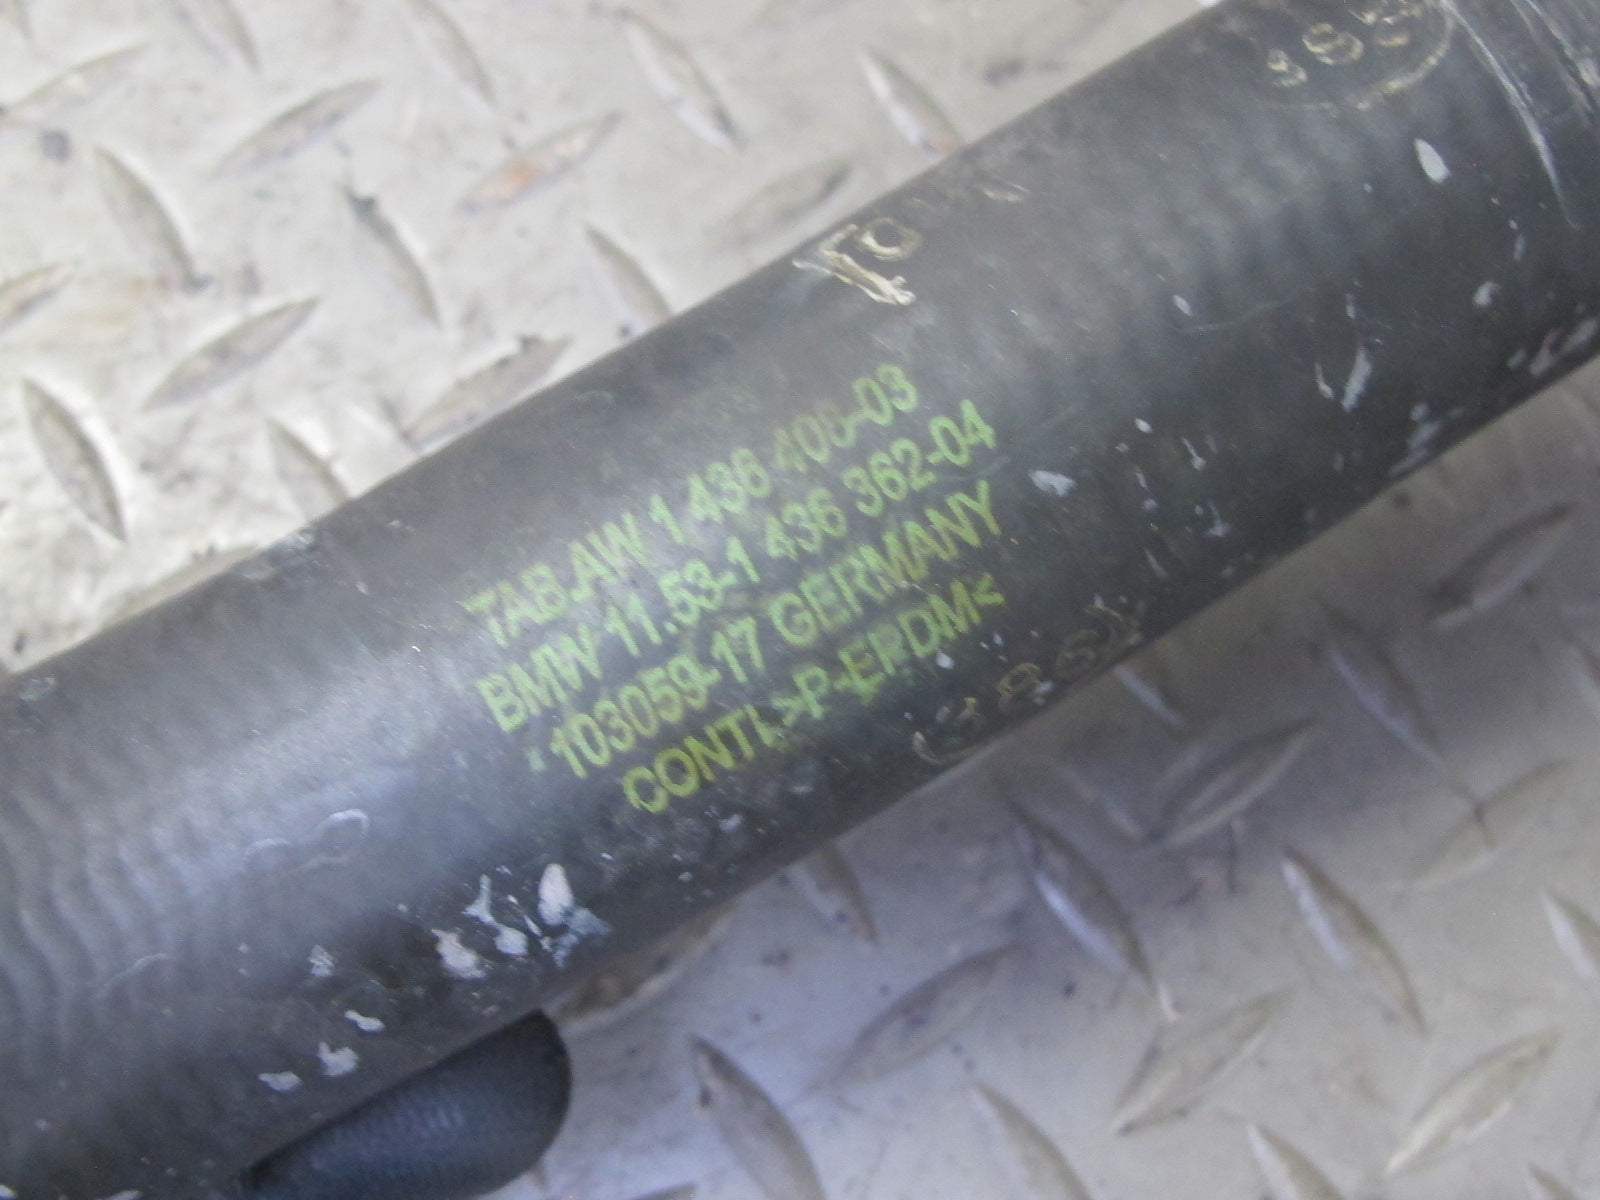 TAB.AW 1 436 408-03
BMW 11.53-1 436 362-04
103059-17 GERMANY
CONTI >P-EPDM<